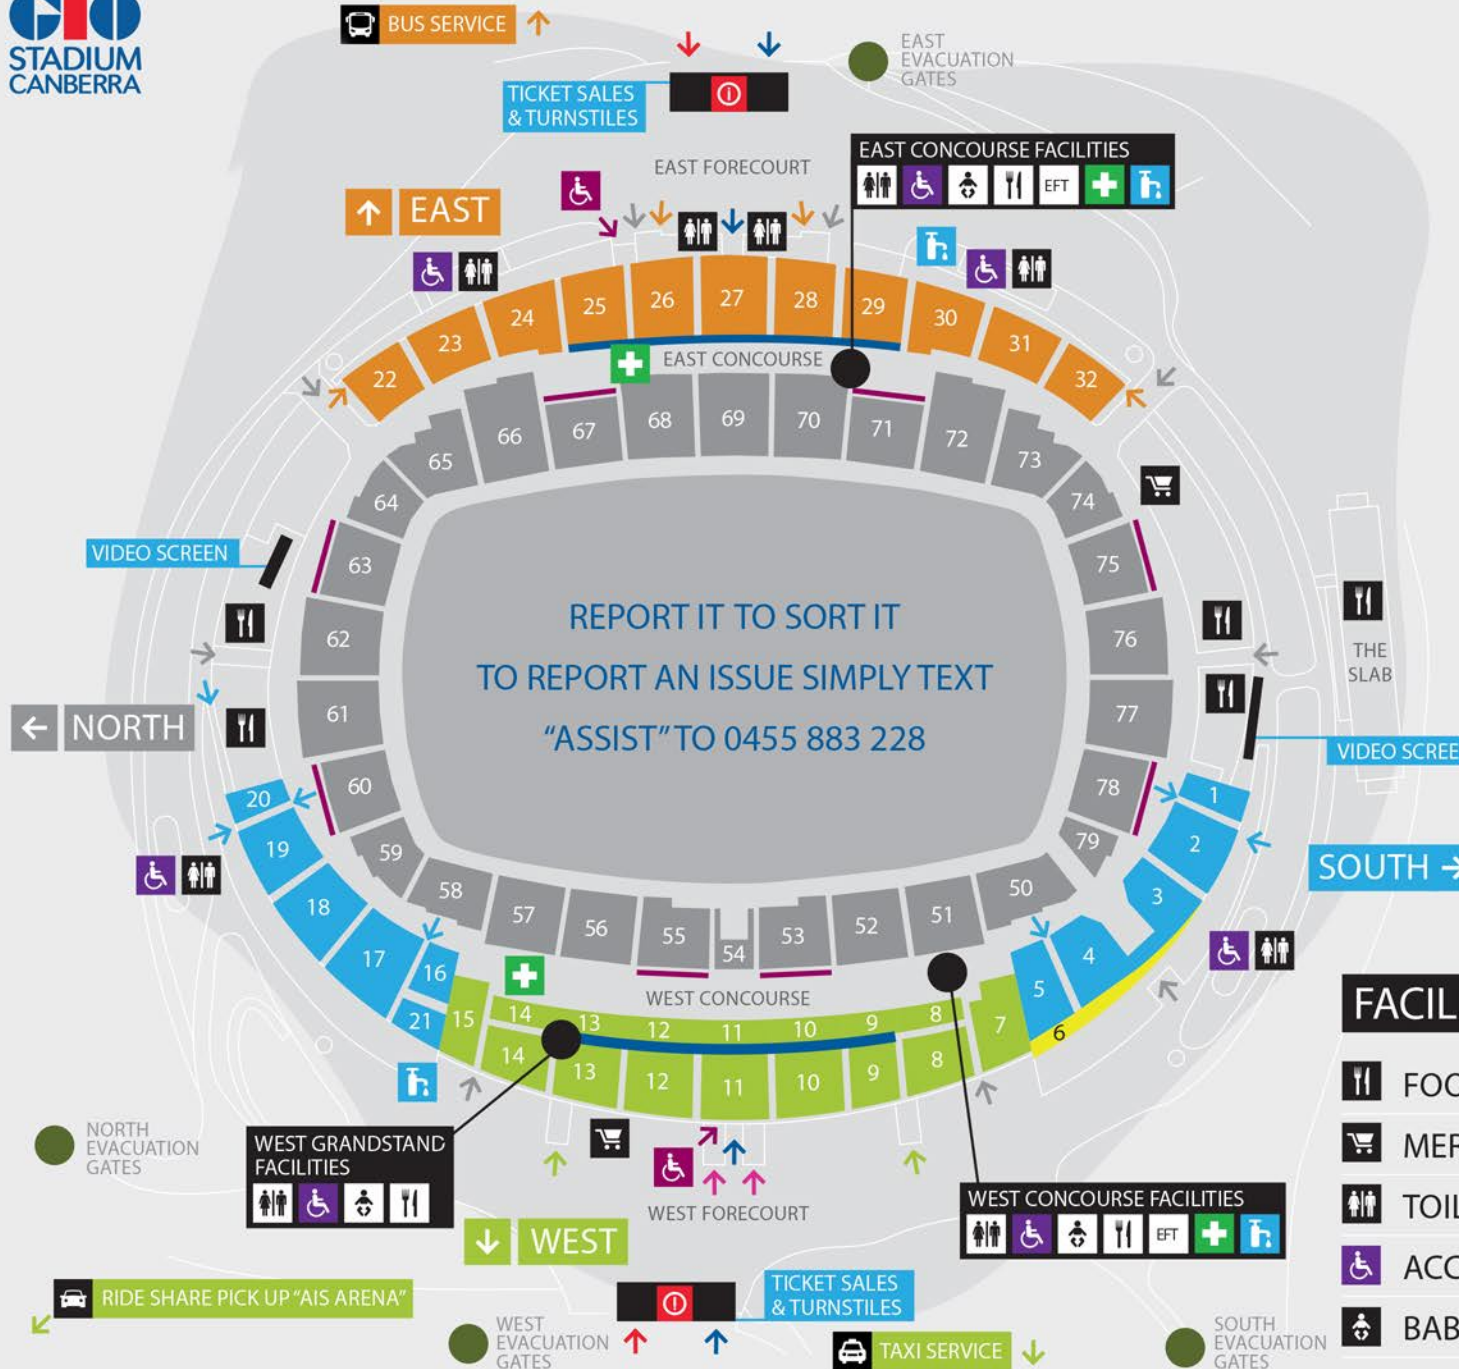 GIO
STADIUM
CANBERRA
BUS SERVICE
EAST
EVACUATION
GATES
TICKET SALES
& TURNSTILES
EAST FORECOURT
EAST CONCOURSE FACILITIES
EFT
EAST
22
23
24
25
26
27
28
29
30
31
32
EAST CONCOURSE
64
65
66
67
68
69
70
71
72
73
74
VIDEO SCREEN
63
75
62
76
61
77
60
78
59
79
THE
SLAB
REPORT IT TO SORT IT
TO REPORT AN ISSUE SIMPLY TEXT
“ASSIST” TO 0455 883 228
NORTH
VIDEO SCREE
SOUTH
20
19
18
17
16
21
1
2
3
4
5
6
58
57
56
55
54
53
52
51
50
WEST CONCOURSE
15
14
13
12
11
10
9
8
7
14
13
12
11
10
9
8
NORTH
EVACUATION
GATES
WEST GRANDSTAND
FACILITIES
WEST FORECOURT
WEST
WEST CONCOURSE FACILITIES
EFT
RIDE SHARE PICK UP “AIS ARENA”
TICKET SALES
& TURNSTILES
WEST
EVACUATION
GATES
TAXI SERVICE
SOUTH
EVACUATION
GATES
FACIL
FOO
MER
TOIL
ACC
BAB